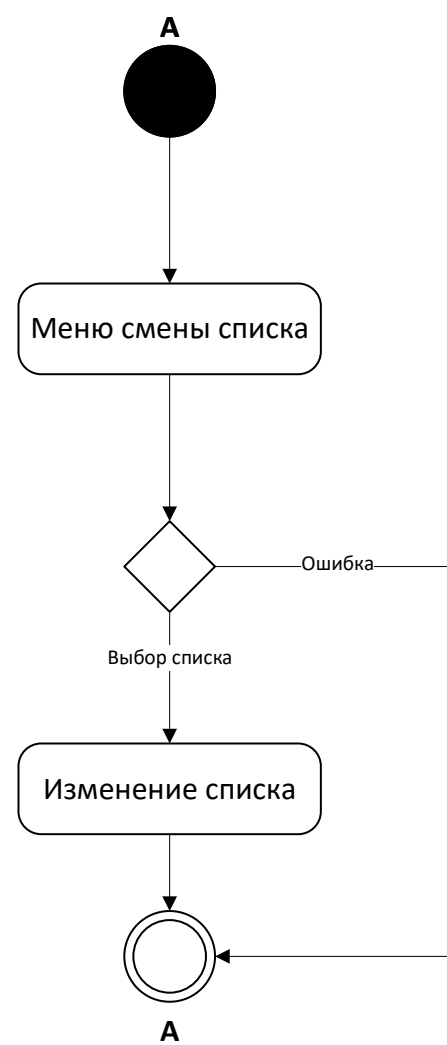 А
Меню смены списка
Ошибка
Выбор списка
Изменение списка
А